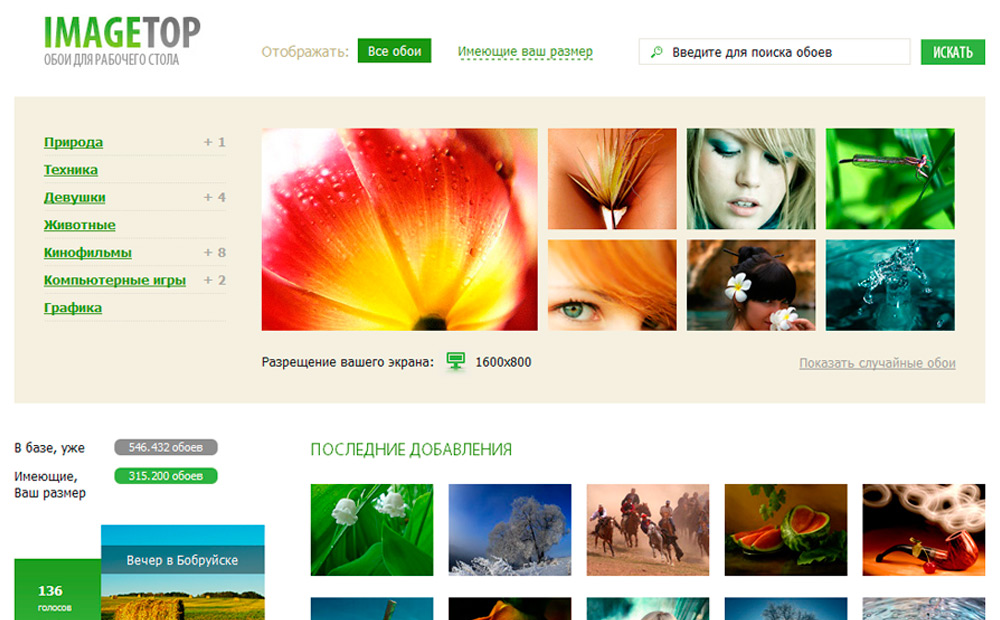 IMAGETOP
ОБОИ ДЛЯ РАБОЧЕГО СТОЛА
Отображать: Все обои Имеющие ваш размер Введите для поиска обоев ИСКАТЬ
Природа + 1
Техника
Девушки + 4
Животные
Кинофильмы + 8
Компьютерные игры + 2
Графика
Разрещение вашего экрана: 1600x800
Показать случайные обои
В базе, уже 546.432 обоев
Имеющие, 315.200 обоев
Ваш размер
ПОСЛЕДНИЕ ДОБАВЛЕНИЯ
Вечер в Бобруйске
136
голосов